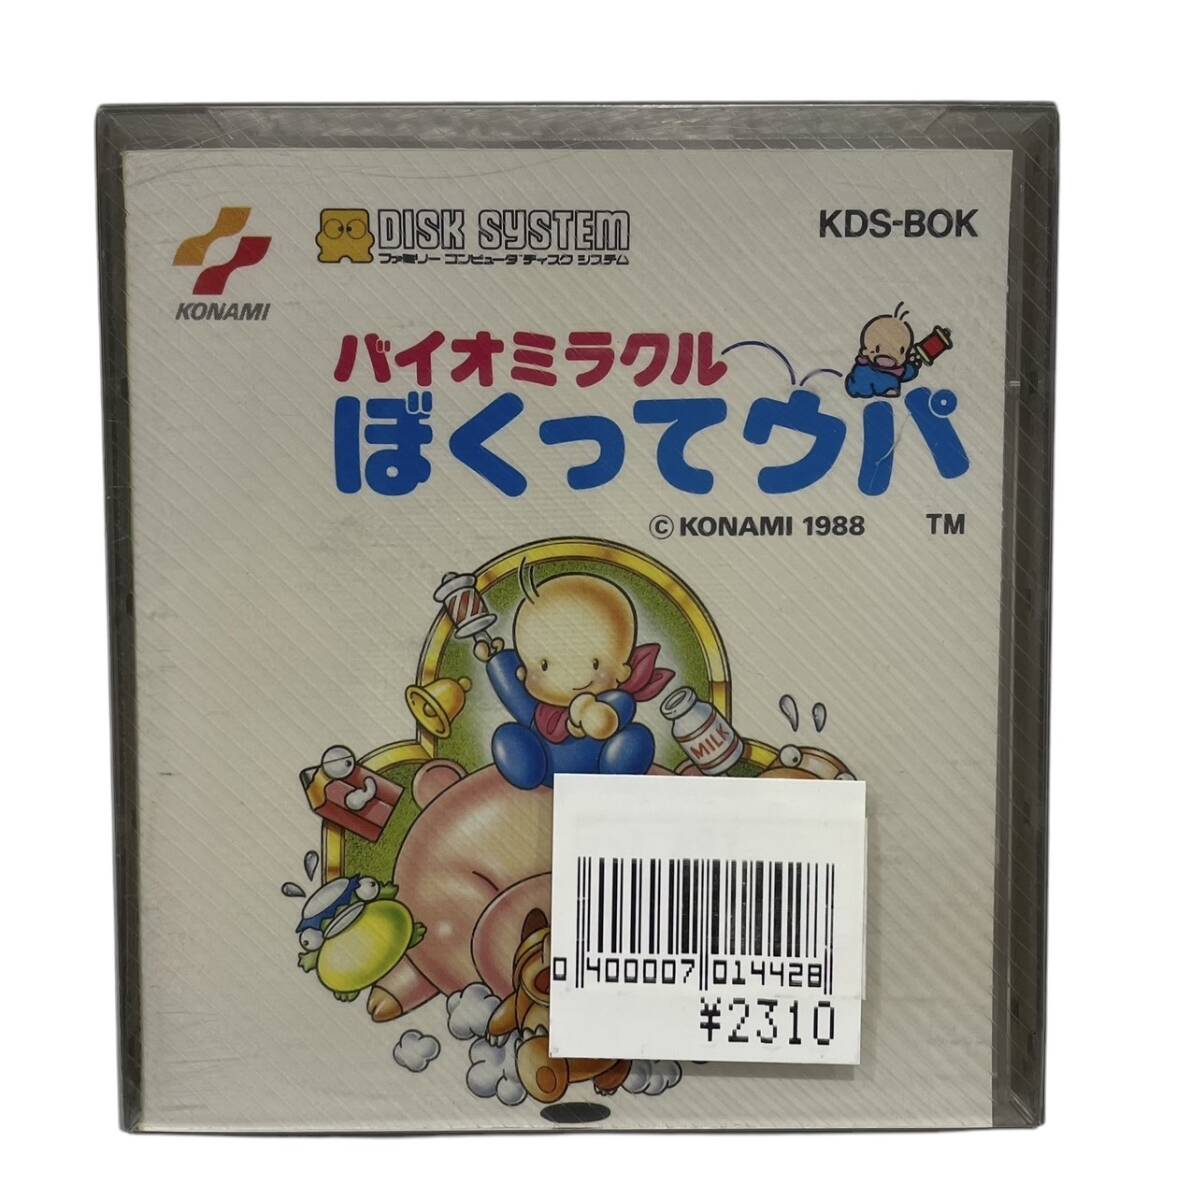 KONAMI
DISK SYSTEM
ファミリー コンピュータ ディスク システム
KDS-BOK
バイオミラクル
ぼくってウパ
© KONAMI 1988 TM
MILK
0 400007 014428
¥2310